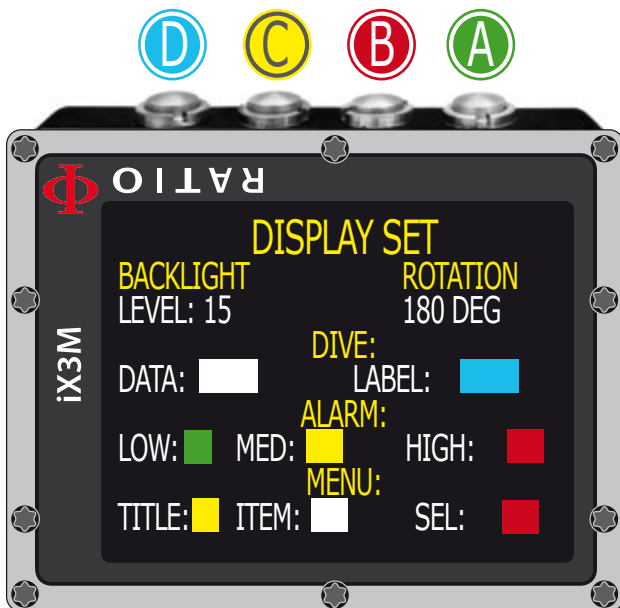 D C B A
RATIO
iX3M
DISPLAY SET
BACKLIGHT ROTATION
LEVEL: 15 180 DEG
DIVE:
DATA: LABEL:
ALARM:
LOW: MED: HIGH:
MENU:
TITLE: ITEM: SEL: